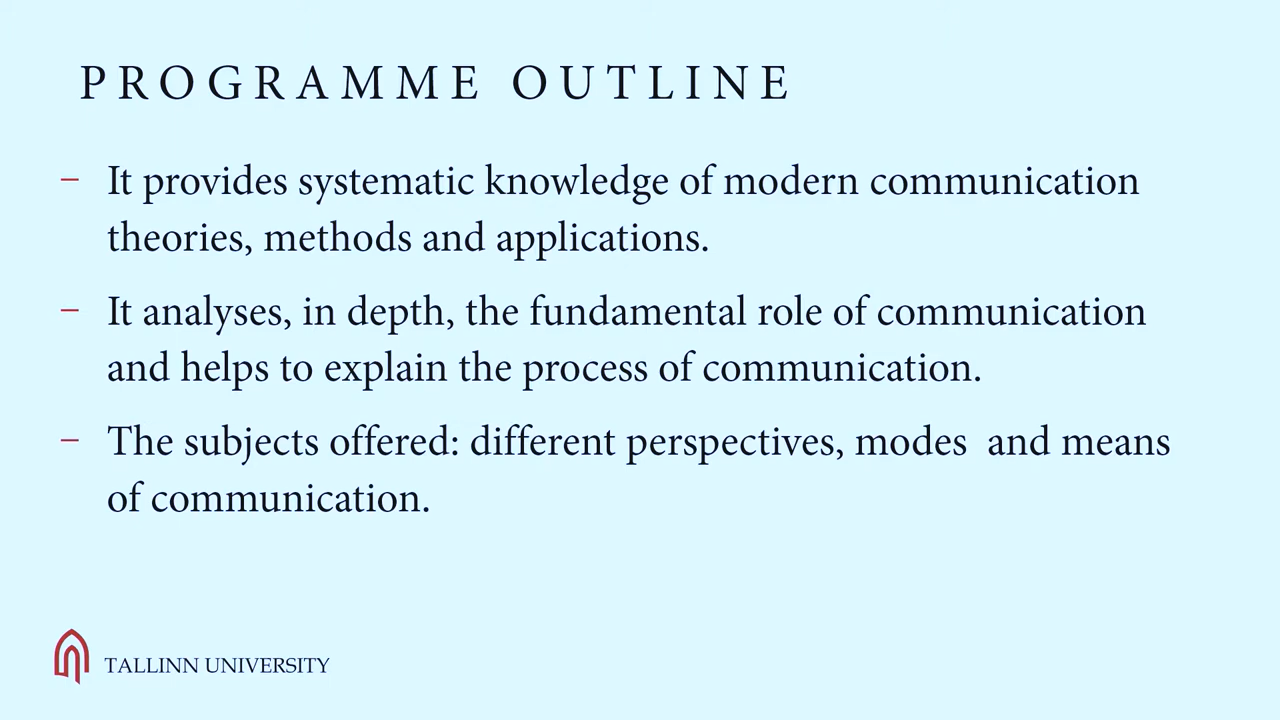 PROGRAMME OUTLINE
– It provides systematic knowledge of modern communication
theories, methods and applications.
– It analyses, in depth, the fundamental role of communication
and helps to explain the process of communication.
– The subjects offered: different perspectives, modes  and means
of communication.
TALLINN UNIVERSITY